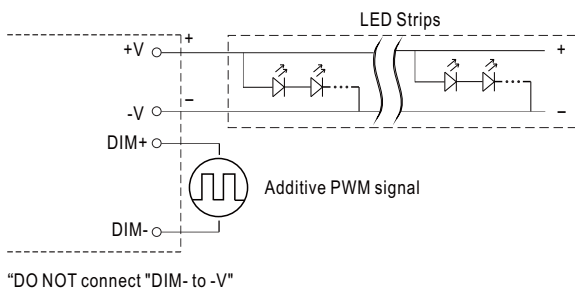 LED Strips
+V + +
-V – –
DIM+
Additive PWM signal
DIM-
“DO NOT connect "DIM- to -V"